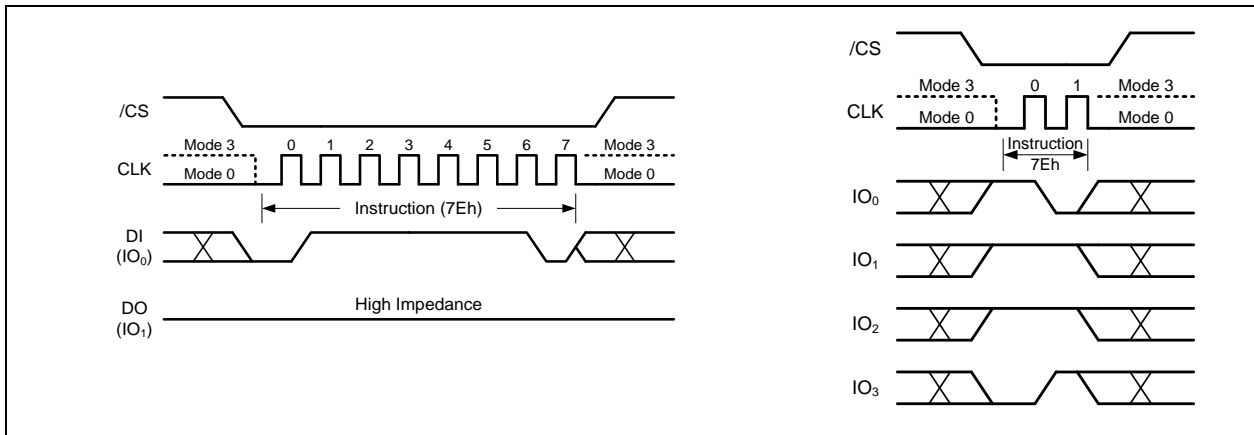 /CS
Mode 3 0 1 2 3 4 5 6 7 Mode 3
CLK Mode 0 Mode 0
Instruction (7Eh)
DI
(IO₀)
DO High Impedance
(IO₁)
/CS
Mode 3 0 1 Mode 3
CLK Mode 0 Mode 0
Instruction
7Eh
IO₀
IO₁
IO₂
IO₃